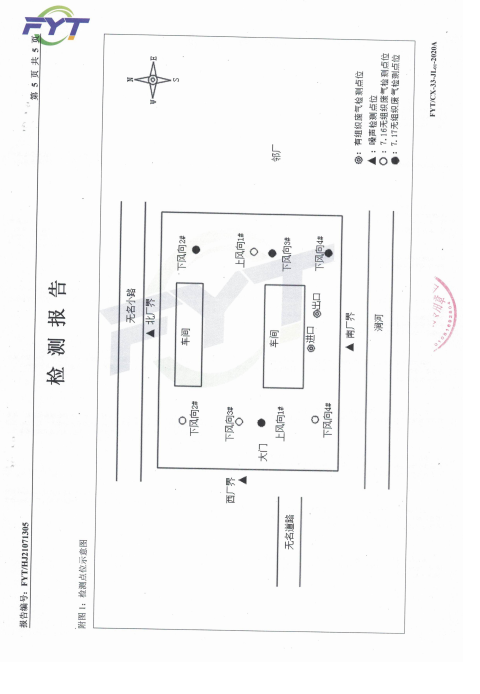 FYT
报告编号：FYT/HJ21071305
第 5 页 共 5 页
检 测 报 告
附图 1：检测点位示意图
N
W
E
S
无名小路
▲ 北厂界
下风向2#
下风向2#
车间
邻厂
西厂界
下风向3#
上风向1#
大门
上风向1#
下风向3#
车间
进口
出口
下风向4#
下风向4#
▲ 南厂界
无名道路
涧河
◎：有组织废气检测点位
▲：噪声检测点位
○：7.16无组织废气检测点位
●：7.17无组织废气检测点位
FYT/CX-33-JL01-2020A